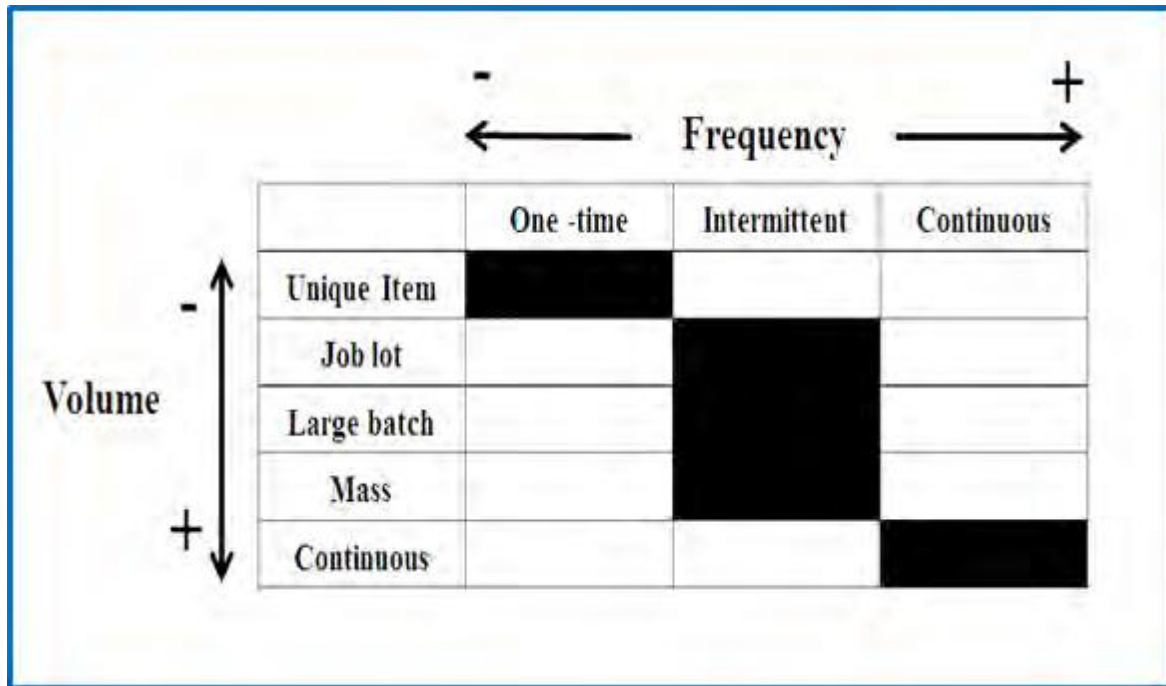 - +
Frequency
One -time Intermittent Continuous
Unique Item
-
Job lot
Volume
Large batch
Mass
+
Continuous